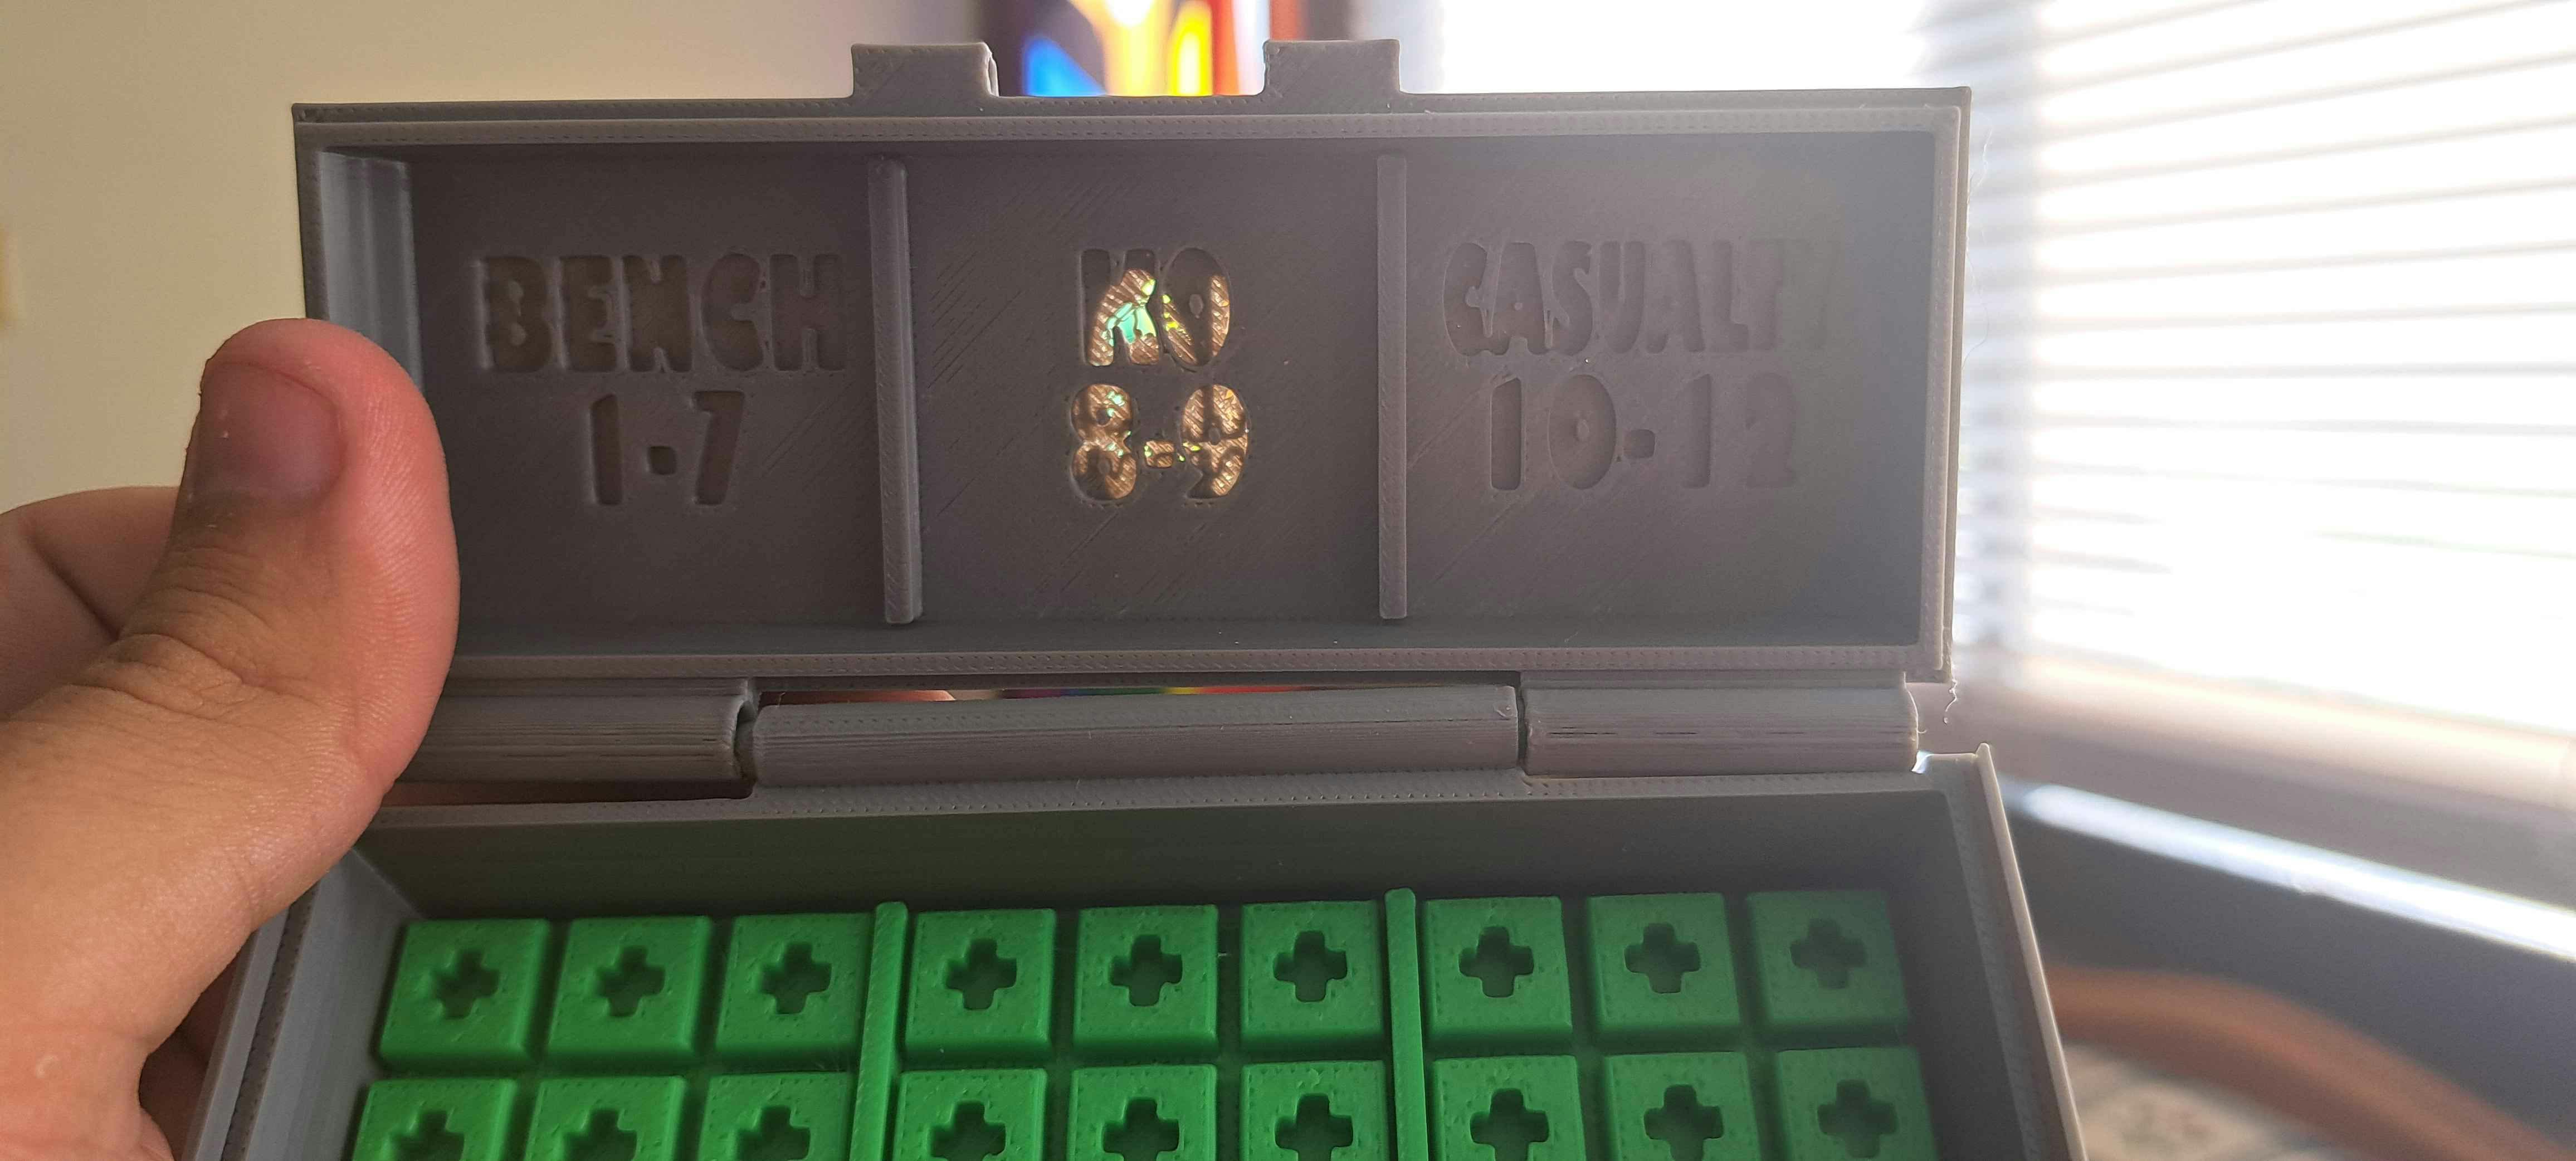 BENCH
1-7
KO
8-9
CASUALTY
10-12